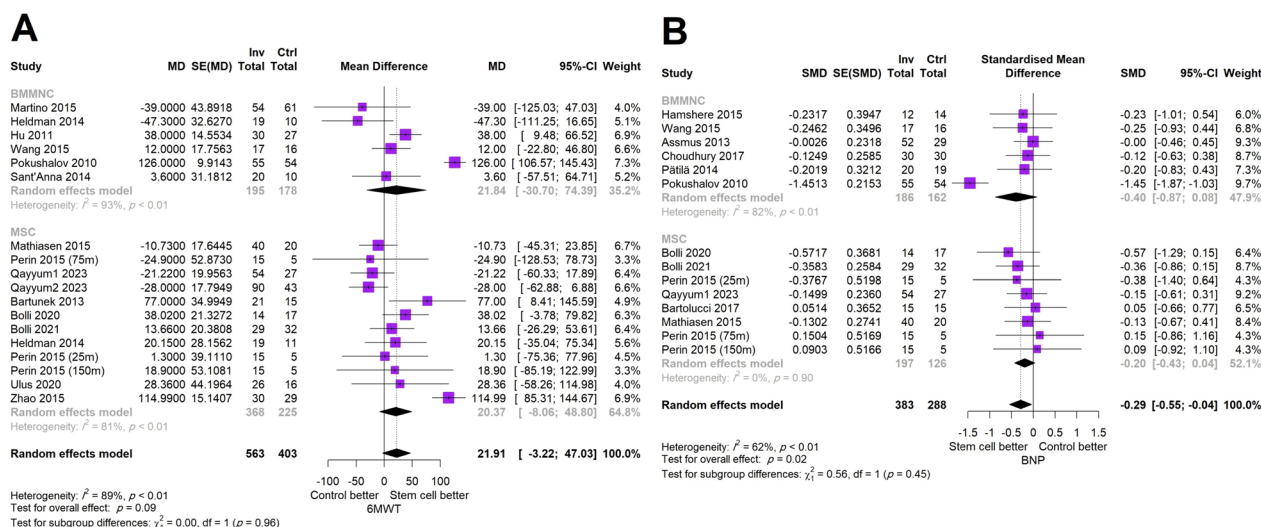 A
Inv Ctrl
Study MD SE(MD) Total Total Mean Difference MD 95%-CI Weight
BMMNC
Martino 2015 -39.0000 43.8918 54 61 -39.00 [-125.03; 47.03] 4.0%
Heldman 2014 -47.3000 32.6270 19 10 -47.30 [-111.25; 16.65] 5.1%
Hu 2011 38.0000 14.5534 30 27 38.00 [ 9.48; 66.52] 6.9%
Wang 2015 12.0000 17.7563 17 16 12.00 [ -22.80; 46.80] 6.7%
Pokushalov 2010 126.0000 9.9143 55 54 126.00 [ 106.57; 145.43] 7.3%
Sant'Anna 2014 3.6000 31.1812 20 10 3.60 [ -57.51; 64.71] 5.2%
Random effects model 195 178 21.84 [ -30.70; 74.39] 35.2%
Heterogeneity: I² = 93%, p < 0.01
MSC
Mathiasen 2015 -10.7300 17.6445 40 20 -10.73 [ -45.31; 23.85] 6.7%
Perin 2015 (75m) -24.9000 52.8730 15 5 -24.90 [ -128.53; 78.73] 3.3%
Qayyum1 2023 -21.2200 19.9563 54 27 -21.22 [ -60.33; 17.89] 6.5%
Qayyum2 2023 -28.0000 17.7949 90 43 -28.00 [ -62.88; 6.88] 6.7%
Bartunek 2013 77.0000 34.9949 21 15 77.00 [ 8.41; 145.59] 4.9%
Bolli 2020 38.0200 21.3272 14 17 38.02 [ -3.78; 79.82] 6.3%
Bolli 2021 13.6600 20.3808 29 32 13.66 [ -26.29; 53.61] 6.4%
Heldman 2014 20.1500 28.1562 19 11 20.15 [ -35.04; 75.34] 5.6%
Perin 2015 (25m) 1.3000 39.1110 15 5 1.30 [ -75.36; 77.96] 4.5%
Perin 2015 (150m) 18.9000 53.1081 15 5 18.90 [ -85.19; 122.99] 3.3%
Ulus 2020 28.3600 44.1964 26 16 28.36 [ -58.26; 114.98] 4.0%
Zhao 2015 114.9900 15.1407 30 29 114.99 [ 85.31; 144.67] 6.9%
Random effects model 368 225 20.37 [ -8.06; 48.80] 64.8%
Heterogeneity: I² = 81%, p < 0.01
Random effects model 563 403 21.91 [ -3.22; 47.03] 100.0%
-100 -50 0 50 100
Heterogeneity: I² = 89%, p < 0.01
Control better Stem cell better
Test for overall effect: p = 0.09
6MWT
Test for subgroup differences: χ²₁ = 0.00, df = 1 (p = 0.96)
B
Inv Ctrl Standardised Mean
Study SMD SE(SMD) Total Total Difference SMD 95%-CI Weight
BMMNC
Hamshere 2015 -0.2317 0.3947 12 14 -0.23 [-1.01; 0.54] 6.0%
Wang 2015 -0.2462 0.3496 17 16 -0.25 [-0.93; 0.44] 6.8%
Assmus 2013 -0.0026 0.2318 52 29 -0.00 [-0.46; 0.45] 9.3%
Choudhury 2017 -0.1249 0.2585 30 30 -0.12 [-0.63; 0.38] 8.7%
Pätilä 2014 -0.2019 0.3212 20 19 -0.20 [-0.83; 0.43] 7.3%
Pokushalov 2010 -1.4513 0.2153 55 54 -1.45 [-1.87; -1.03] 9.7%
Random effects model 186 162 -0.40 [-0.87; 0.08] 47.9%
Heterogeneity: I² = 82%, p < 0.01
MSC
Bolli 2020 -0.5717 0.3681 14 17 -0.57 [-1.29; 0.15] 6.4%
Bolli 2021 -0.3583 0.2584 29 32 -0.36 [-0.86; 0.15] 8.7%
Perin 2015 (25m) -0.3767 0.5198 15 5 -0.38 [-1.40; 0.64] 4.3%
Qayyum1 2023 -0.1499 0.2360 54 27 -0.15 [-0.61; 0.31] 9.2%
Bartolucci 2017 0.0514 0.3652 15 15 0.05 [-0.66; 0.77] 6.5%
Mathiasen 2015 -0.1302 0.2741 40 20 -0.13 [-0.67; 0.41] 8.4%
Perin 2015 (75m) 0.1504 0.5169 15 5 0.15 [-0.86; 1.16] 4.3%
Perin 2015 (150m) 0.0903 0.5166 15 5 0.09 [-0.92; 1.10] 4.3%
Random effects model 197 126 -0.20 [-0.43; 0.04] 52.1%
Heterogeneity: I² = 0%, p = 0.90
Random effects model 383 288 -0.29 [-0.55; -0.04] 100.0%
-1.5 -1 -0.5 0 0.5 1 1.5
Heterogeneity: I² = 62%, p < 0.01
Stem cell better Control better
Test for overall effect: p = 0.02
BNP
Test for subgroup differences: χ²₁ = 0.56, df = 1 (p = 0.45)